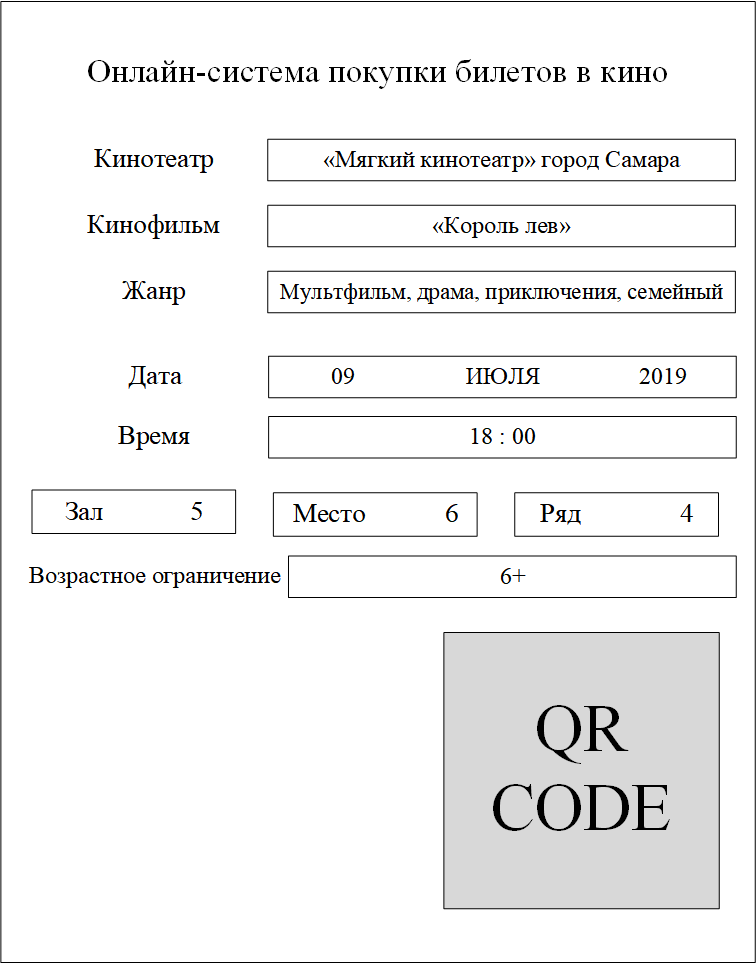 Онлайн-система покупки билетов в кино
Кинотеатр «Мягкий кинотеатр» город Самара
Кинофильм «Король лев»
Жанр Мультфильм, драма, приключения, семейный
Дата 09 ИЮЛЯ 2019
Время 18 : 00
Зал 5 Место 6 Ряд 4
Возрастное ограничение 6+
QR
CODE